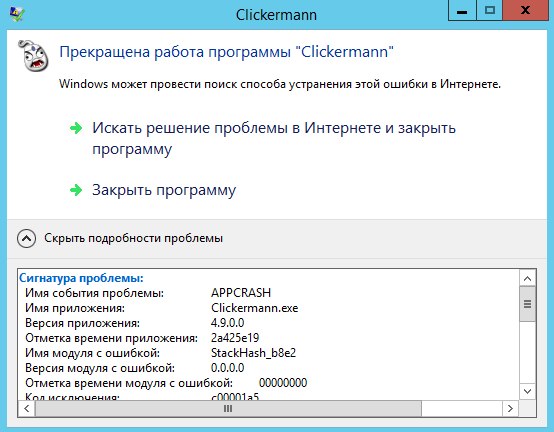 Clickermann
Прекращена работа программы "Clickermann"
Windows может провести поиск способа устранения этой ошибки в Интернете.
Искать решение проблемы в Интернете и закрыть
программу
Закрыть программу
Скрыть подробности проблемы
Сигнатура проблемы:
Имя события проблемы: APPCRASH
Имя приложения: Clickermann.exe
Версия приложения: 4.9.0.0
Отметка времени приложения: 2a425e19
Имя модуля с ошибкой: StackHash_b8e2
Версия модуля с ошибкой: 0.0.0.0
Отметка времени модуля с ошибкой: 00000000
Код исключения: c00001a5